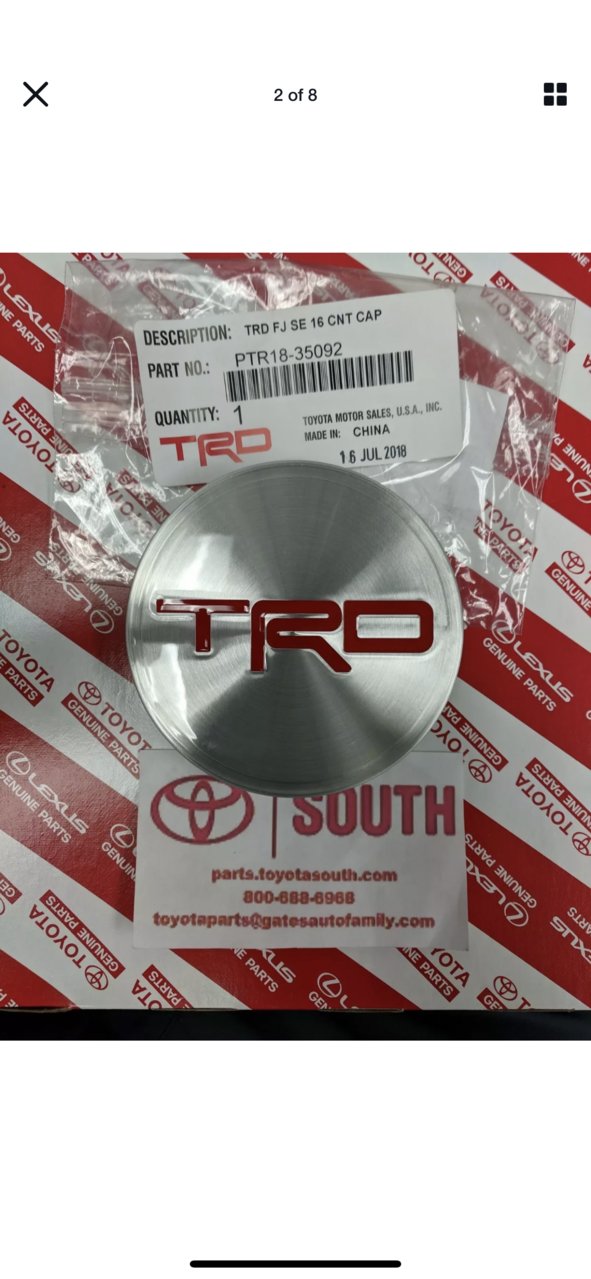 2 of 8
DESCRIPTION: TRD FJ SE 16 CNT CAP
PART NO.: PTR18-35092
QUANTITY: 1
TOYOTA MOTOR SALES, U.S.A., INC.
MADE IN: CHINA
TRD
16 JUL 2018
TRD
SOUTH
parts.toyotasouth.com
800-688-6968
toyotaparts@gatesautofamily.com
LEXUS
GENUINE PARTS
TOYOTA
GENUINE PARTS